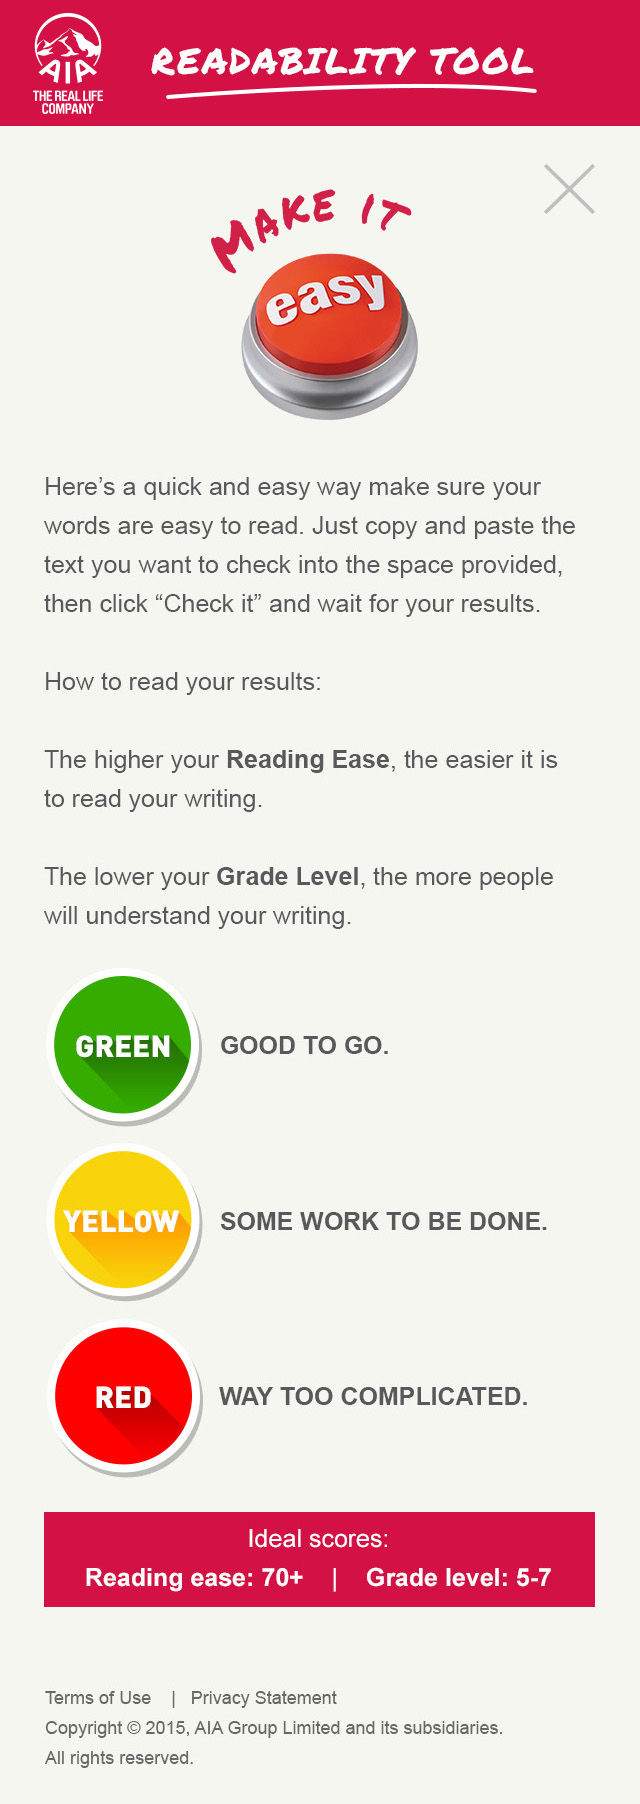 AIA
THE REAL LIFE
COMPANY
READABILITY TOOL
MAKE IT
easy
Here’s a quick and easy way make sure your
words are easy to read. Just copy and paste the
text you want to check into the space provided,
then click “Check it” and wait for your results.
How to read your results:
The higher your Reading Ease, the easier it is
to read your writing.
The lower your Grade Level, the more people
will understand your writing.
GREEN GOOD TO GO.
YELLOW SOME WORK TO BE DONE.
RED WAY TOO COMPLICATED.
Ideal scores:
Reading ease: 70+ | Grade level: 5-7
Terms of Use | Privacy Statement
Copyright © 2015, AIA Group Limited and its subsidiaries.
All rights reserved.